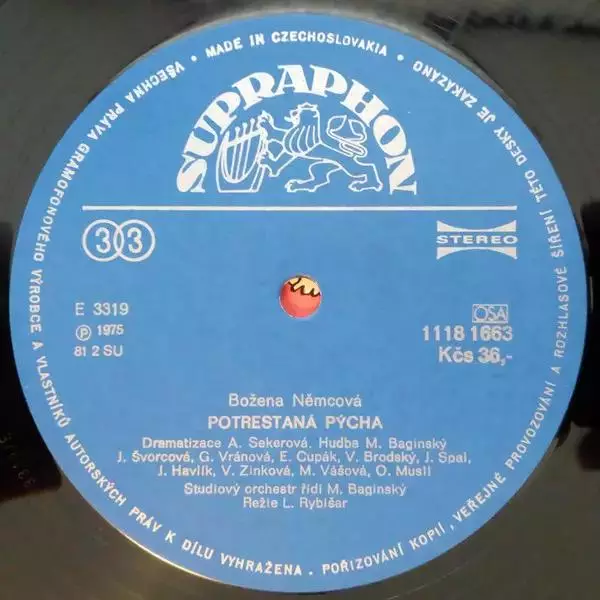 VŠECHNA PRÁVA GRAMOFONOVÉHO VÝROBCE A VLASTNÍKŮ AUTORSKÝCH PRÁV K DÍLU VYHRAŽENA . POŘIZOVÁNÍ KOPIÍ, VEŘEJNÉ PROVOZOVÁNÍ A ROZHLASOVÉ ŠÍŘENÍ TÉTO DESKY JE ZAKÁZÁNO
MADE IN CZECHOSLOVAKIA
SUPRAPHON
33
STEREO
E 3319
OSA
Ⓟ 1975
1118 1663
81 2 SU
Kčs 36,-
Božena Němcová
POTRESTANÁ PÝCHA
Dramatizace A. Sekerová. Hudba M. Baginský
J. Švorcová, G. Vránová, E. Cupák, V. Brodský, J. Špal,
J. Havlík, V. Zinková, M. Vášová, O. Musil
Studiový orchestr řídí M. Baginský
Režie L. Rybišar